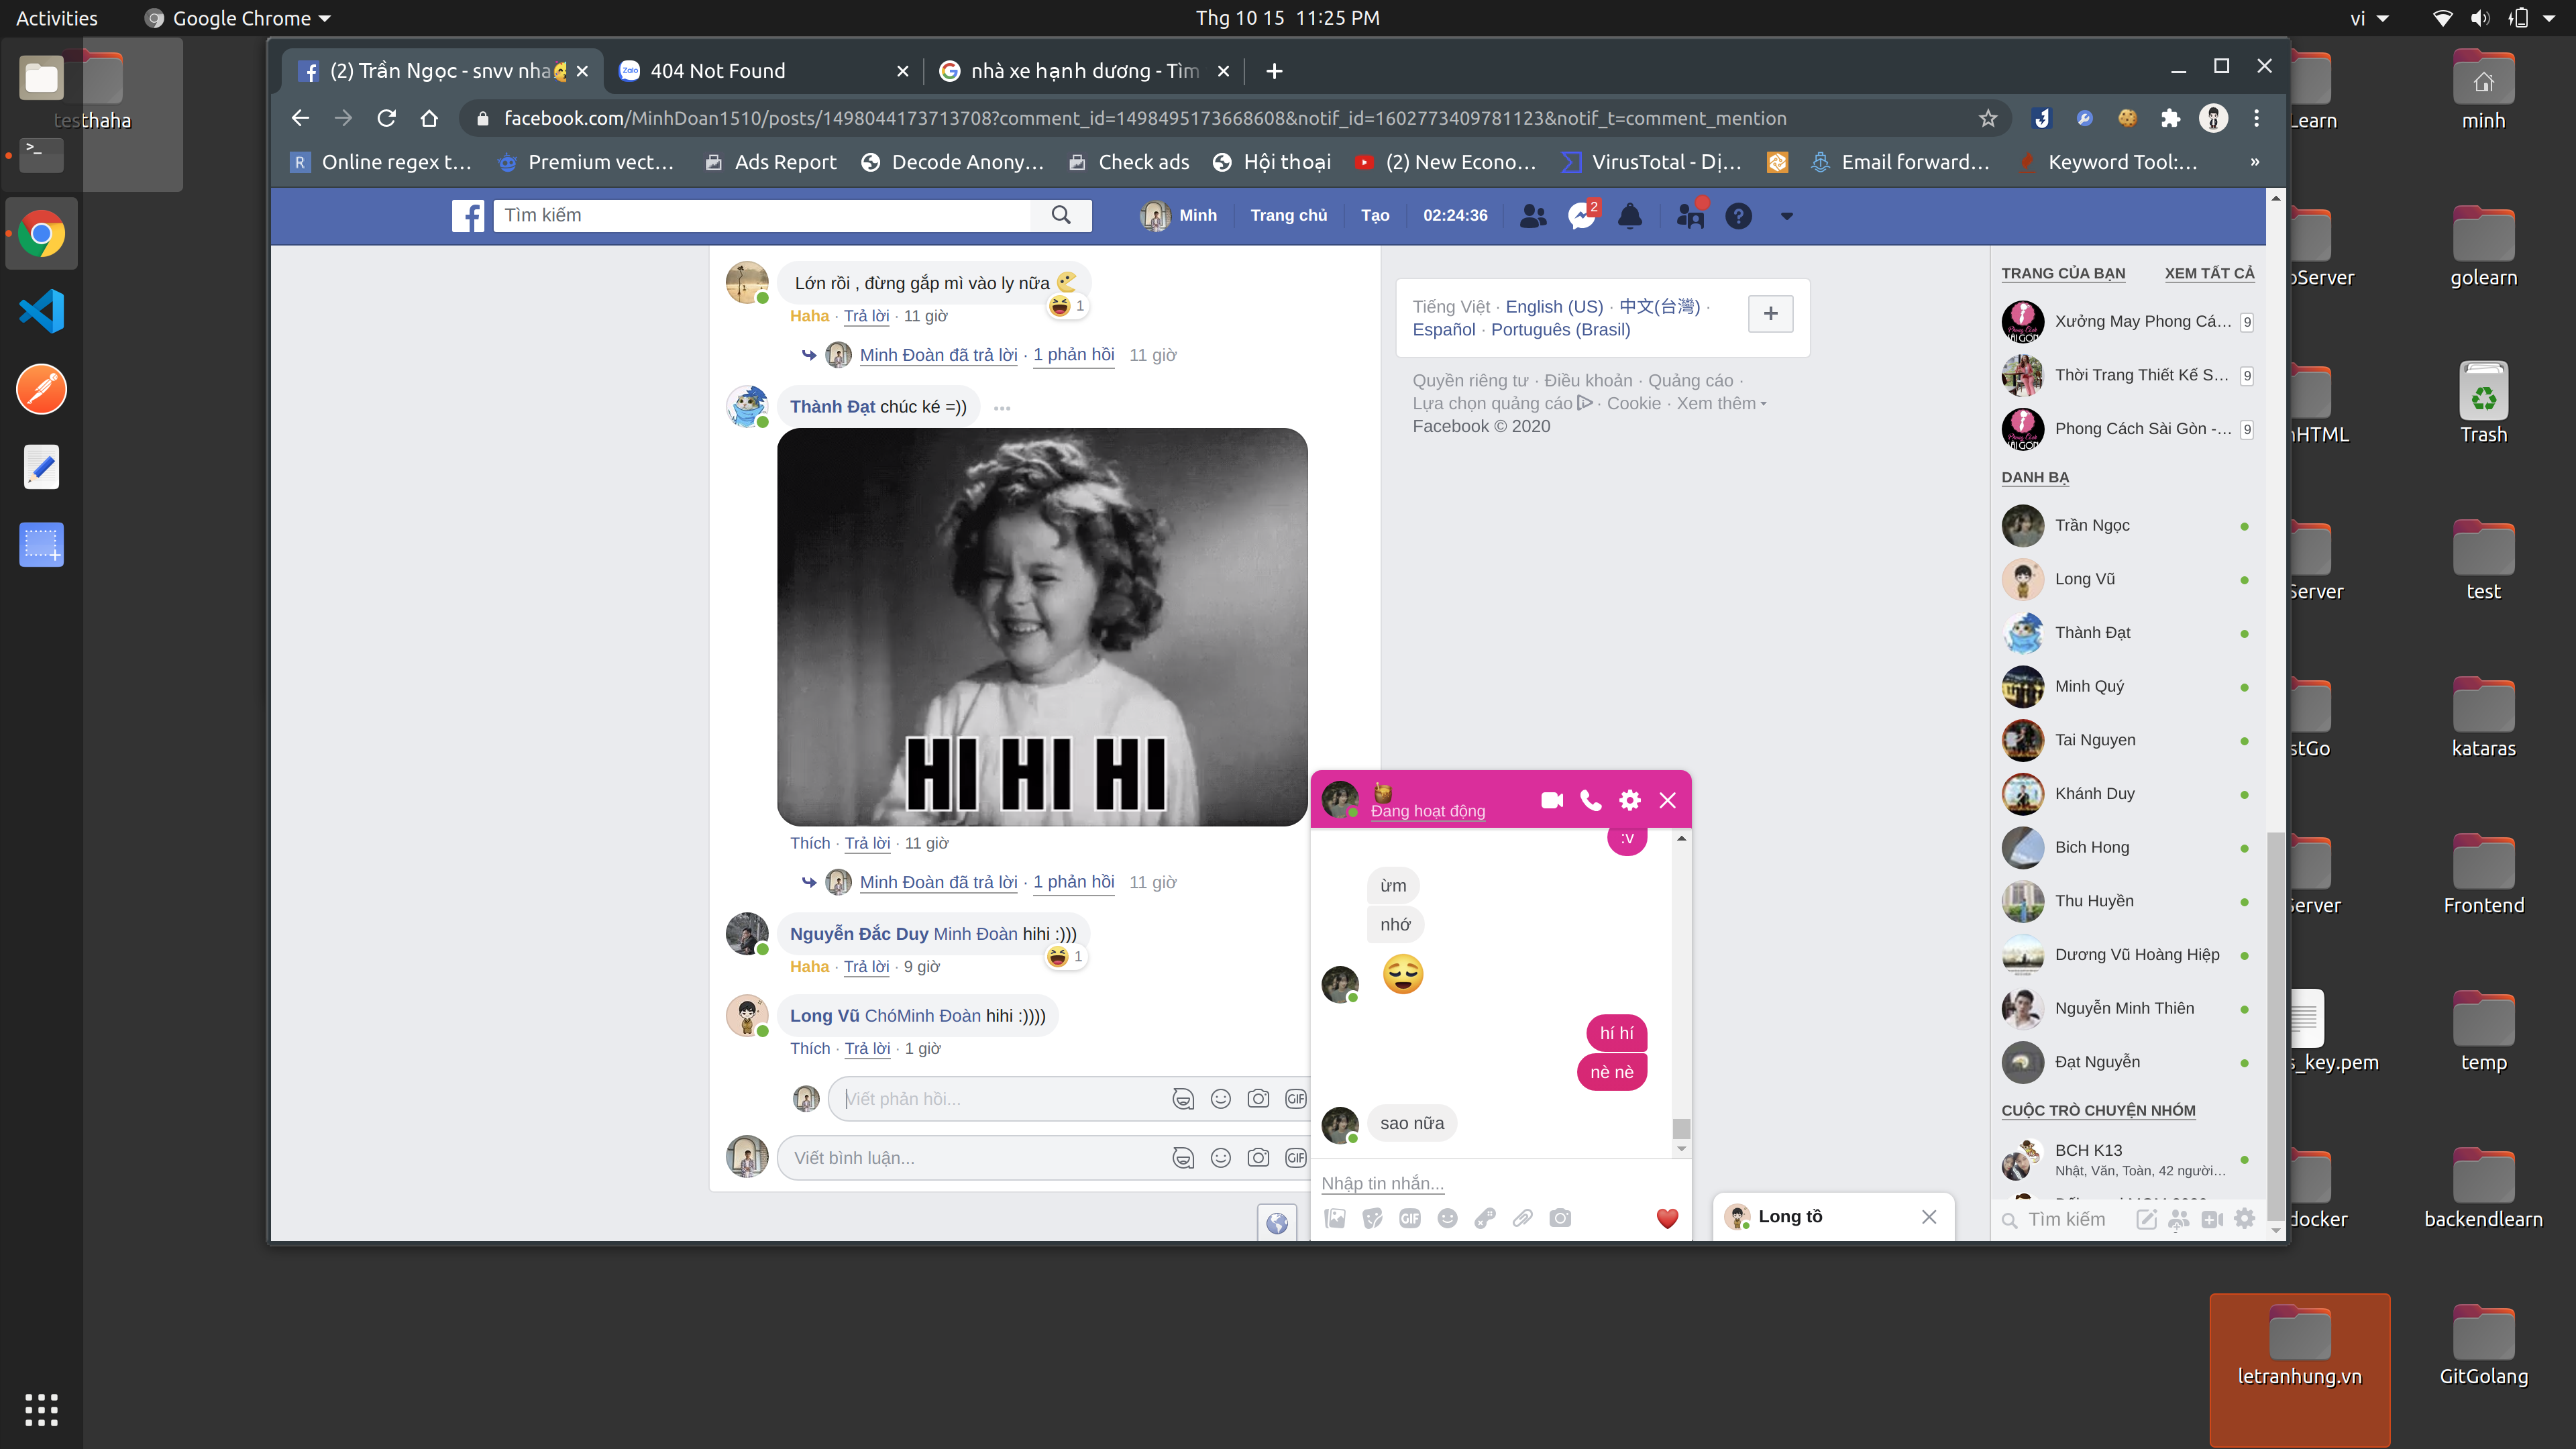 Activities
Google Chrome
Thg 10 15 11:25 PM
vi
testhaha
(2) Trần Ngọc - snvv nha
404 Not Found
nhà xe hạnh dương - Tìm
facebook.com/MinhDoan1510/posts/1498044173713708?comment_id=1498495173668608&notif_id=1602773409781123&notif_t=comment_mention
Online regex t...
Premium vect...
Ads Report
Decode Anony...
Check ads
Hội thoại
(2) New Econo...
VirusTotal - Dị...
Email forward...
Keyword Tool:...
»
Tìm kiếm
Minh
Trang chủ
Tạo
02:24:36
2
Lớn rồi , đừng gắp mì vào ly nữa
1
Haha · Trả lời · 11 giờ
Minh Đoàn đã trả lời · 1 phản hồi 11 giờ
Thành Đạt chúc ké =))
HI HI HI
Thích · Trả lời · 11 giờ
Minh Đoàn đã trả lời · 1 phản hồi 11 giờ
Nguyễn Đắc Duy Minh Đoàn hihi :)))
1
Haha · Trả lời · 9 giờ
Long Vũ ChóMinh Đoàn hihi :))))
Thích · Trả lời · 1 giờ
Viết phản hồi...
GIF
Viết bình luận...
GIF
Tiếng Việt · English (US) · 中文(台灣) ·
Español · Português (Brasil)
Quyền riêng tư · Điều khoản · Quảng cáo ·
Lựa chọn quảng cáo · Cookie · Xem thêm
Facebook © 2020
Đang hoạt động
:v
ừm
nhớ
hí hí
nè nè
sao nữa
Nhập tin nhắn...
GIF
Long tồ
TRANG CỦA BẠN
XEM TẤT CẢ
Xưởng May Phong Cá...
9
Thời Trang Thiết Kế S...
9
Phong Cách Sài Gòn -...
9
DANH BẠ
Trần Ngọc
Long Vũ
Thành Đạt
Minh Quý
Tai Nguyen
Khánh Duy
Bich Hong
Thu Huyền
Dương Vũ Hoàng Hiệp
Nguyễn Minh Thiên
Đạt Nguyễn
CUỘC TRÒ CHUYỆN NHÓM
BCH K13
Nhật, Văn, Toàn, 42 người...
Tìm kiếm
Learn
minh
oServer
golearn
HTML
Trash
Server
test
stGo
kataras
Server
Frontend
s_key.pem
temp
docker
backendlearn
letranhung.vn
GitGolang